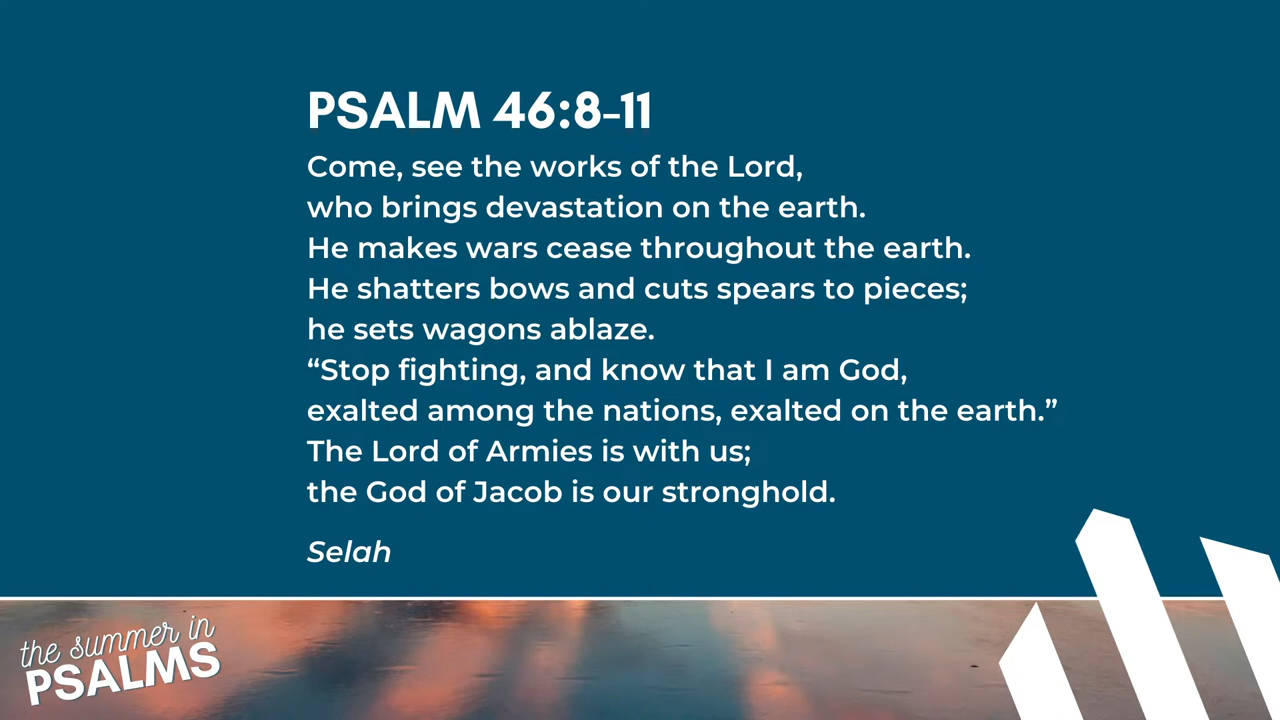 PSALM 46:8-11
Come, see the works of the Lord,
who brings devastation on the earth.
He makes wars cease throughout the earth.
He shatters bows and cuts spears to pieces;
he sets wagons ablaze.
“Stop fighting, and know that I am God,
exalted among the nations, exalted on the earth.”
The Lord of Armies is with us;
the God of Jacob is our stronghold.
Selah
the summer in
PSALMS